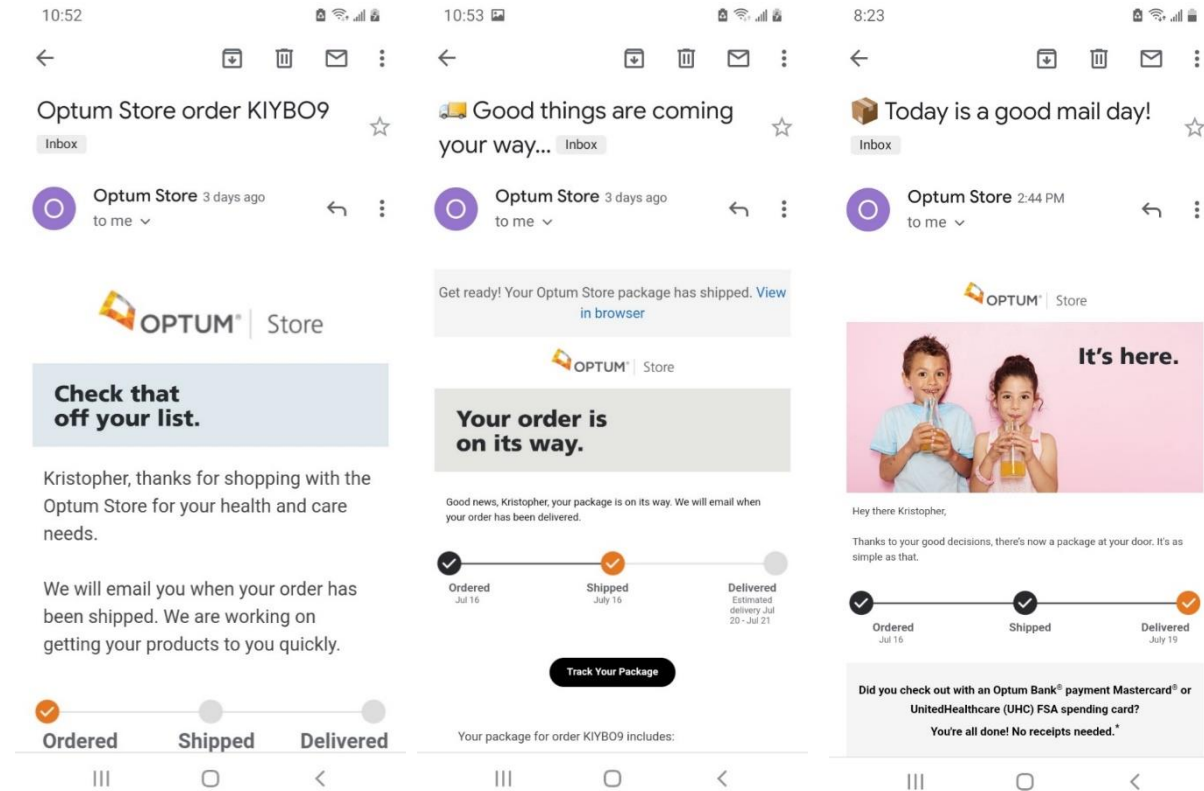 10:52
Optum Store order KIYBO9
Inbox
O
Optum Store 3 days ago
to me
OPTUM® | Store
Check that
off your list.
Kristopher, thanks for shopping with the
Optum Store for your health and care
needs.
We will email you when your order has
been shipped. We are working on
getting your products to you quickly.
Ordered Shipped Delivered
10:53
Good things are coming
your way... Inbox
O
Optum Store 3 days ago
to me
Get ready! Your Optum Store package has shipped. View
in browser
OPTUM® | Store
Your order is
on its way.
Good news, Kristopher, your package is on its way. We will email when
your order has been delivered.
Ordered Shipped Delivered
Jul 16 July 16 Estimated
delivery Jul
20 - Jul 21
Track Your Package
Your package for order KIYBO9 includes:
8:23
Today is a good mail day!
Inbox
O
Optum Store 2:44 PM
to me
OPTUM® | Store
It's here.
Hey there Kristopher,
Thanks to your good decisions, there's now a package at your door. It's as
simple as that.
Ordered Shipped Delivered
Jul 16 July 19
Did you check out with an Optum Bank® payment Mastercard® or
UnitedHealthcare (UHC) FSA spending card?
You're all done! No receipts needed.*